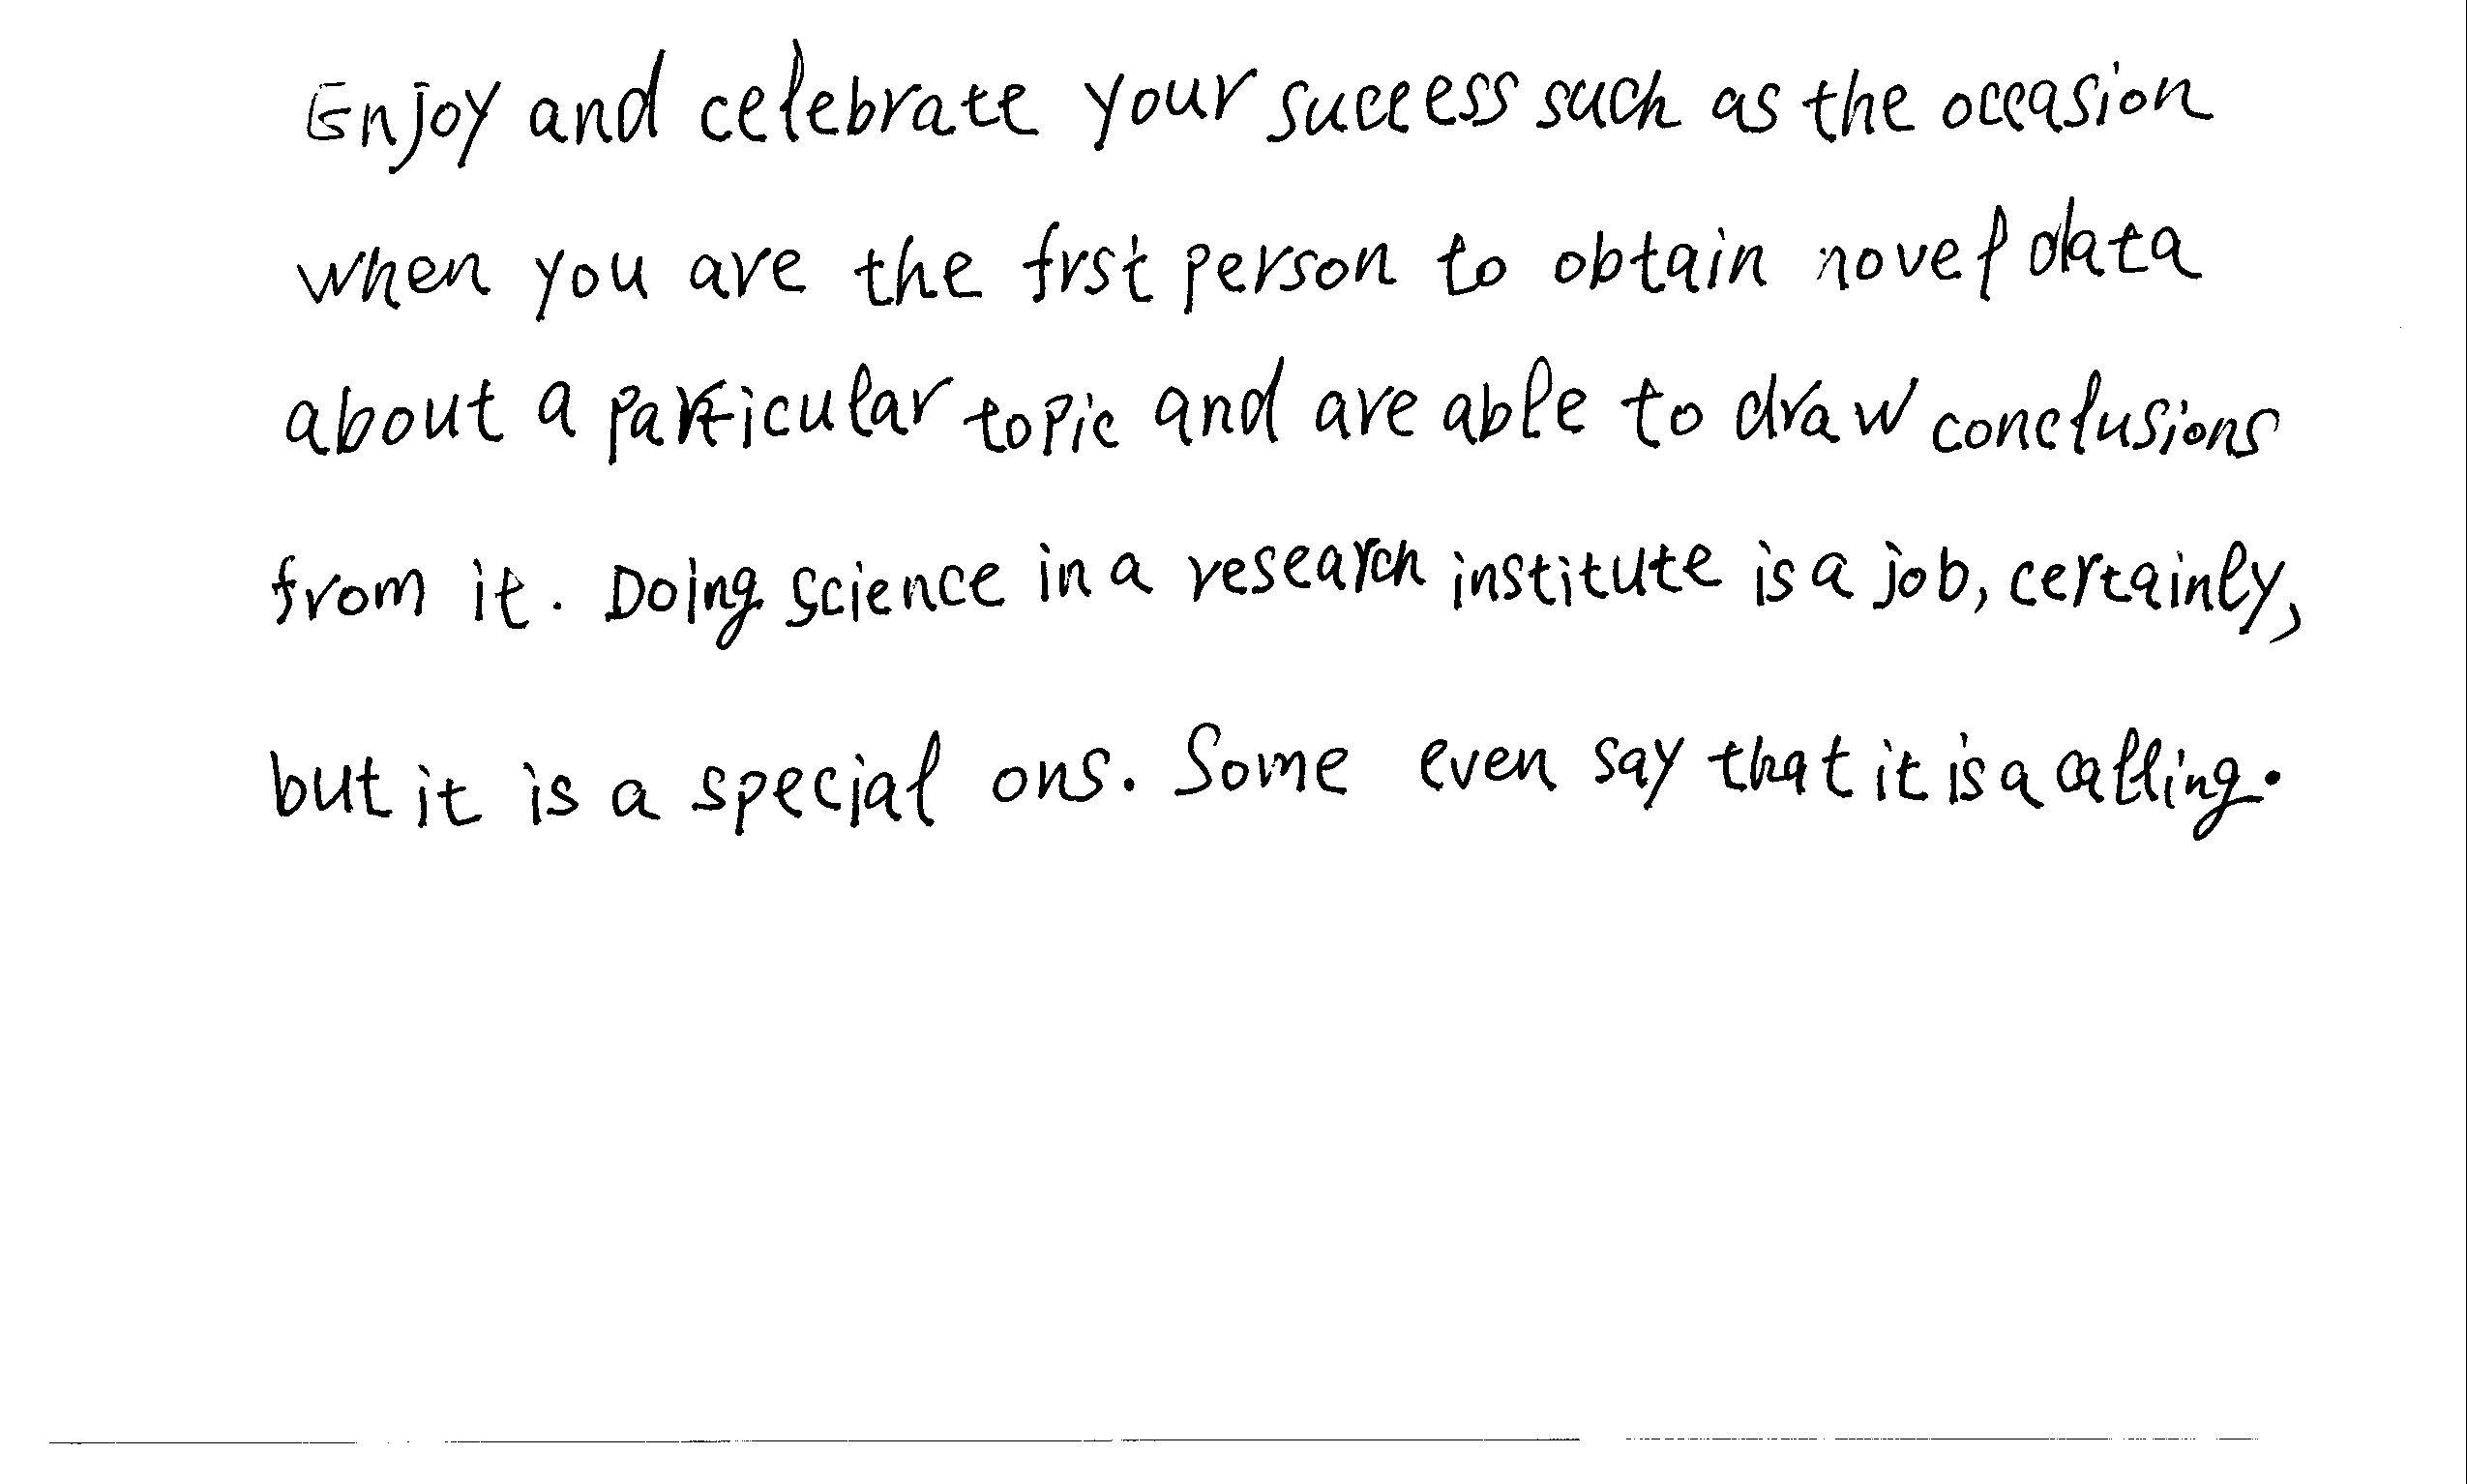 Enjoy and celebrate your success such as the occasion
when you are the frst person to obtain novel data
about a particular topic and are able to draw conclusions
from it. Doing science in a research institute is a job, certainly,
but it is a special ons. Some even say that it is a calling.